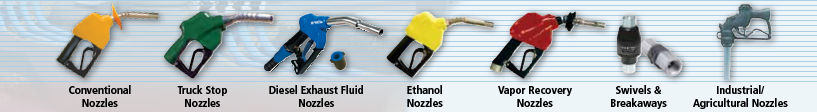 Conventional
Nozzles
Truck Stop
Nozzles
Diesel Exhaust Fluid
Nozzles
Ethanol
Nozzles
Vapor Recovery
Nozzles
Swivels &
Breakaways
Industrial/
Agricultural Nozzles